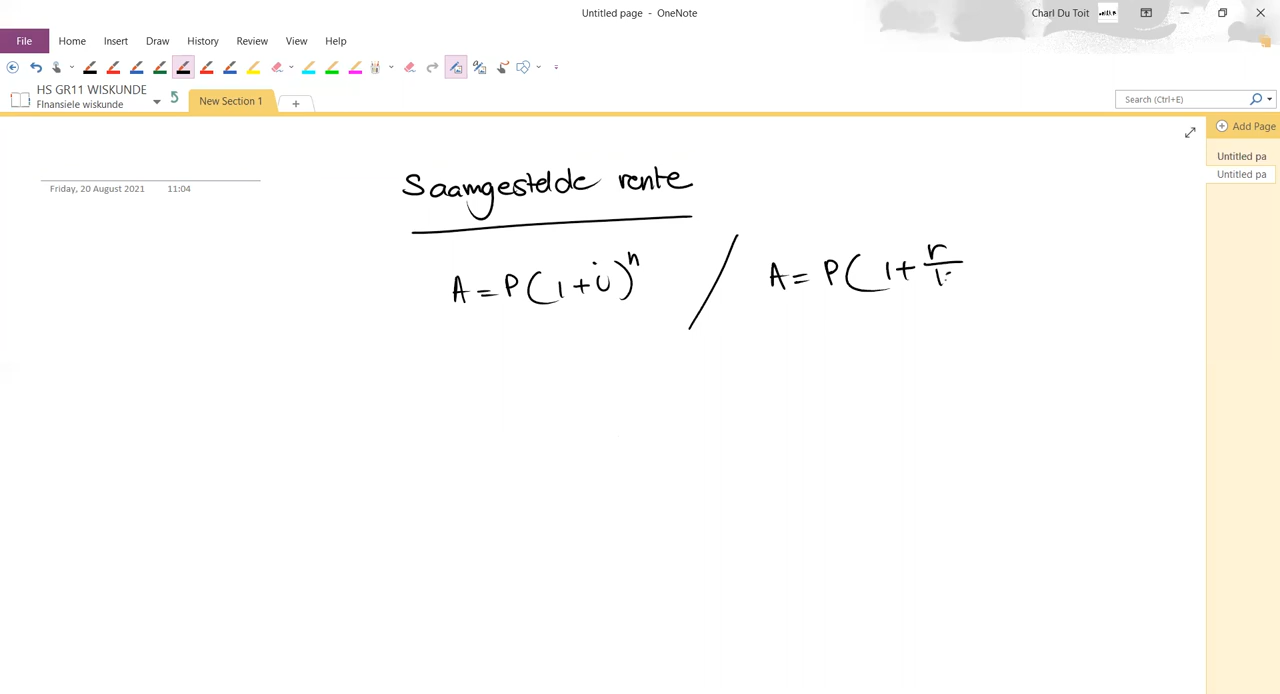 Untitled page - OneNote
Charl Du Toit
File Home Insert Draw History Review View Help
HS GR11 WISKUNDE
FInansiele wiskunde
New Section 1
Search (Ctrl+E)
Add Page
Untitled pa
Untitled pa
Friday, 20 August 2021 11:04
Saamgestelde rente
A = P(1 + i)^n / A = P(1 + r/1